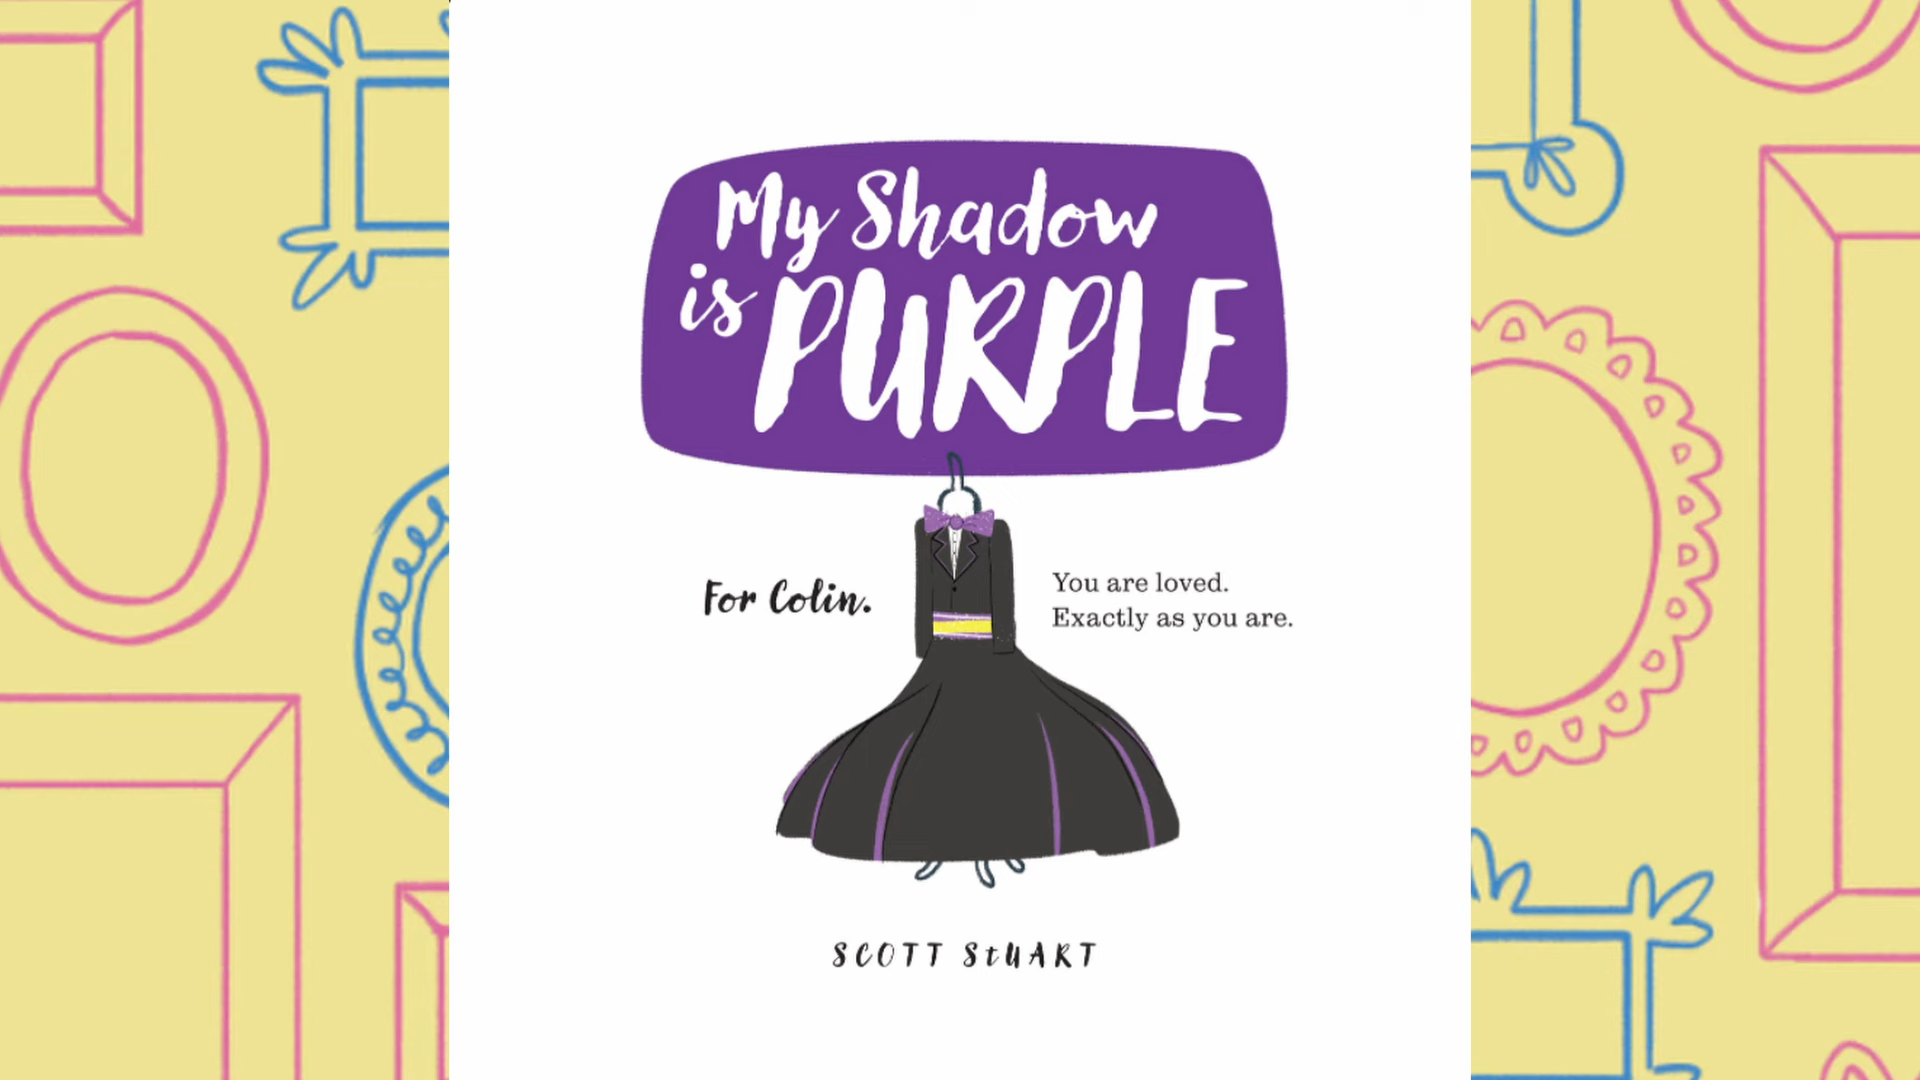 My Shadow
is PURPLE
For Colin.
You are loved.
Exactly as you are.
SCOTT StUART